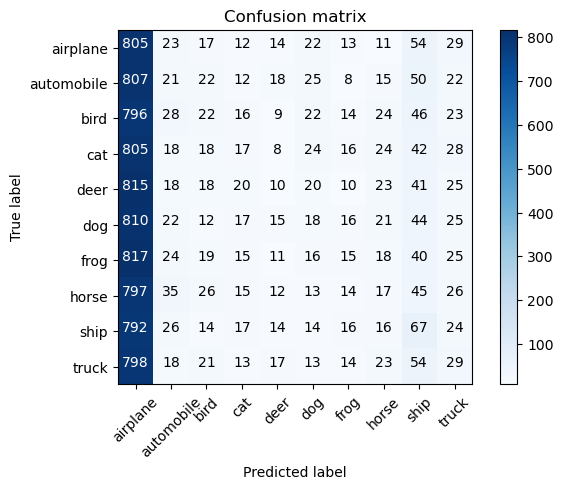 Confusion matrix
airplane 805 23 17 12 14 22 13 11 54 29
automobile 807 21 22 12 18 25 8 15 50 22
bird 796 28 22 16 9 22 14 24 46 23
cat 805 18 18 17 8 24 16 24 42 28
deer 815 18 18 20 10 20 10 23 41 25
dog 810 22 12 17 15 18 16 21 44 25
frog 817 24 19 15 11 16 15 18 40 25
horse 797 35 26 15 12 13 14 17 45 26
ship 792 26 14 17 14 14 16 16 67 24
truck 798 18 21 13 17 13 14 23 54 29
airplane automobile bird cat deer dog frog horse ship truck
Predicted label
True label
800
700
600
500
400
300
200
100